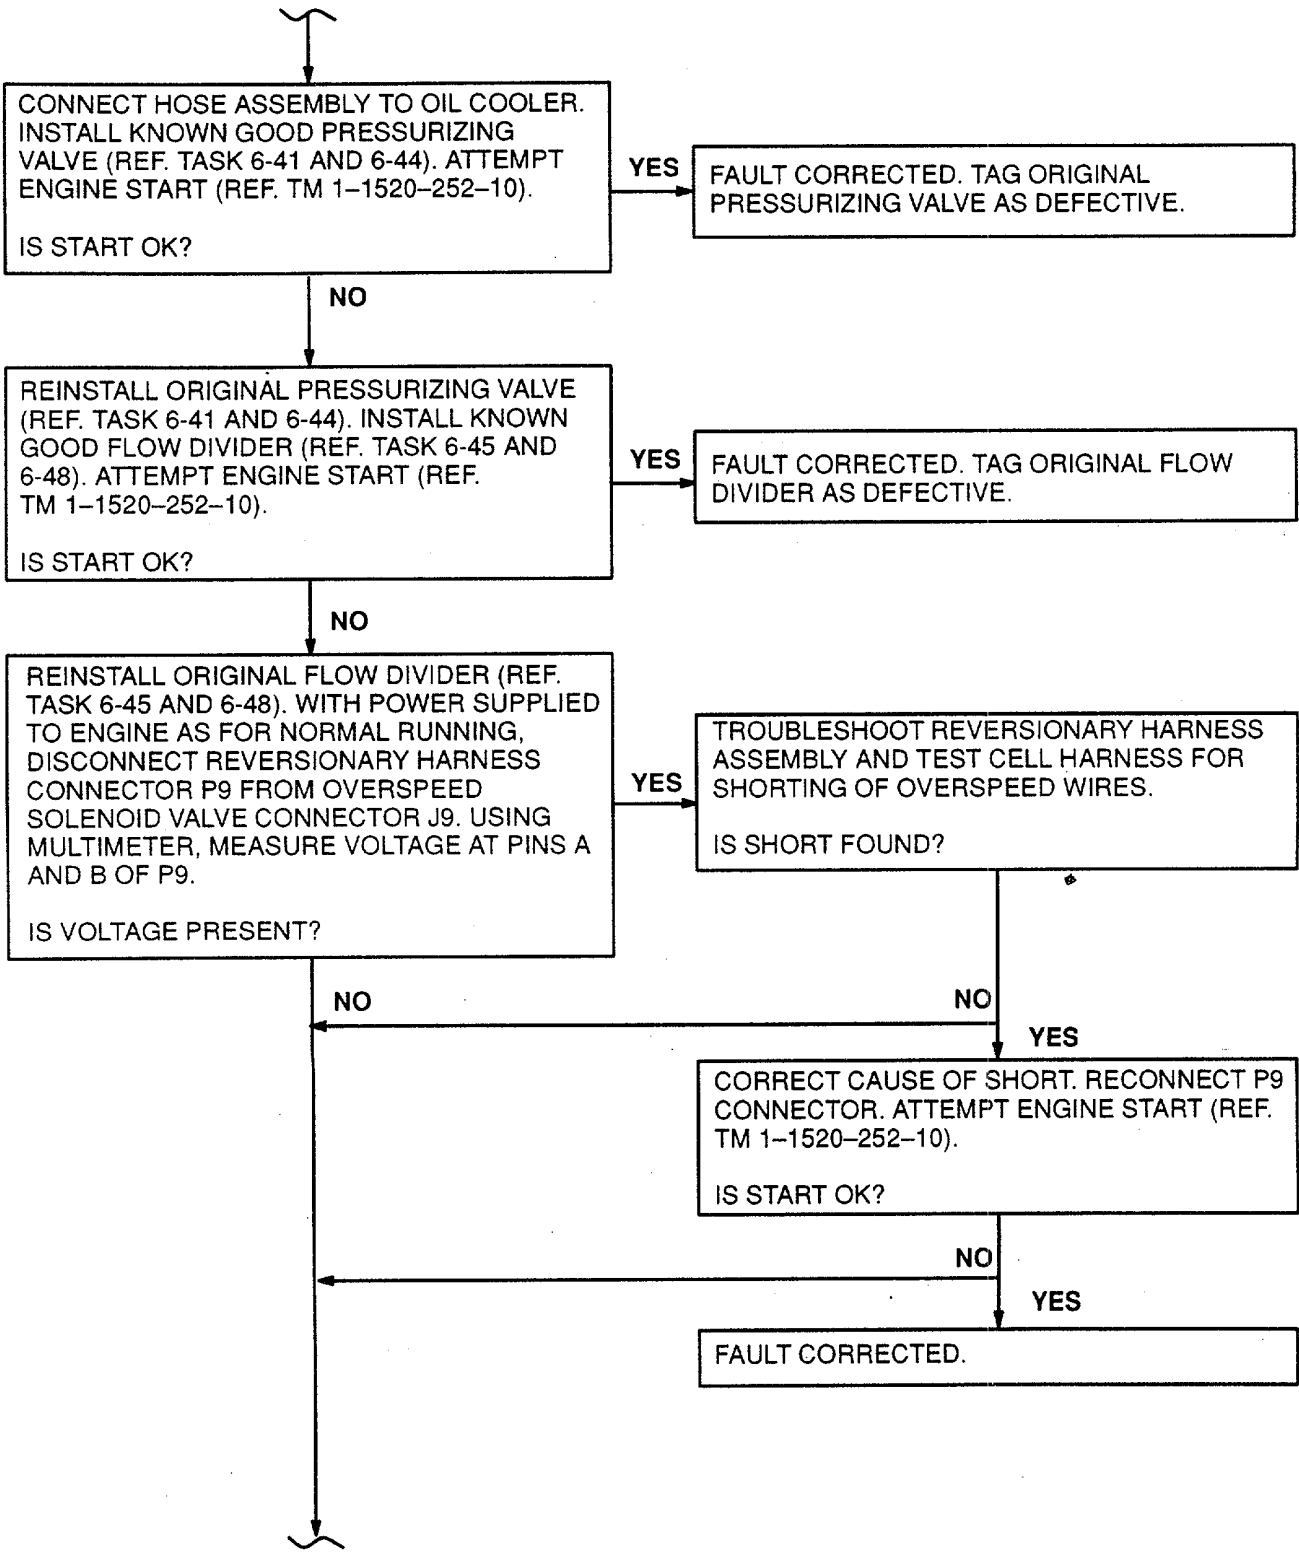 CONNECT HOSE ASSEMBLY TO OIL COOLER.
INSTALL KNOWN GOOD PRESSURIZING
VALVE (REF. TASK 6-41 AND 6-44). ATTEMPT
ENGINE START (REF. TM 1–1520–252–10).
IS START OK?
YES
FAULT CORRECTED. TAG ORIGINAL
PRESSURIZING VALVE AS DEFECTIVE.
NO
REINSTALL ORIGINAL PRESSURIZING VALVE
(REF. TASK 6-41 AND 6-44). INSTALL KNOWN
GOOD FLOW DIVIDER (REF. TASK 6-45 AND
6-48). ATTEMPT ENGINE START (REF.
TM 1–1520–252–10).
IS START OK?
YES
FAULT CORRECTED. TAG ORIGINAL FLOW
DIVIDER AS DEFECTIVE.
NO
REINSTALL ORIGINAL FLOW DIVIDER (REF.
TASK 6-45 AND 6-48). WITH POWER SUPPLIED
TO ENGINE AS FOR NORMAL RUNNING,
DISCONNECT REVERSIONARY HARNESS
CONNECTOR P9 FROM OVERSPEED
SOLENOID VALVE CONNECTOR J9. USING
MULTIMETER, MEASURE VOLTAGE AT PINS A
AND B OF P9.
IS VOLTAGE PRESENT?
YES
TROUBLESHOOT REVERSIONARY HARNESS
ASSEMBLY AND TEST CELL HARNESS FOR
SHORTING OF OVERSPEED WIRES.
IS SHORT FOUND?
NO
NO
YES
CORRECT CAUSE OF SHORT. RECONNECT P9
CONNECTOR. ATTEMPT ENGINE START (REF.
TM 1–1520–252–10).
IS START OK?
NO
YES
FAULT CORRECTED.